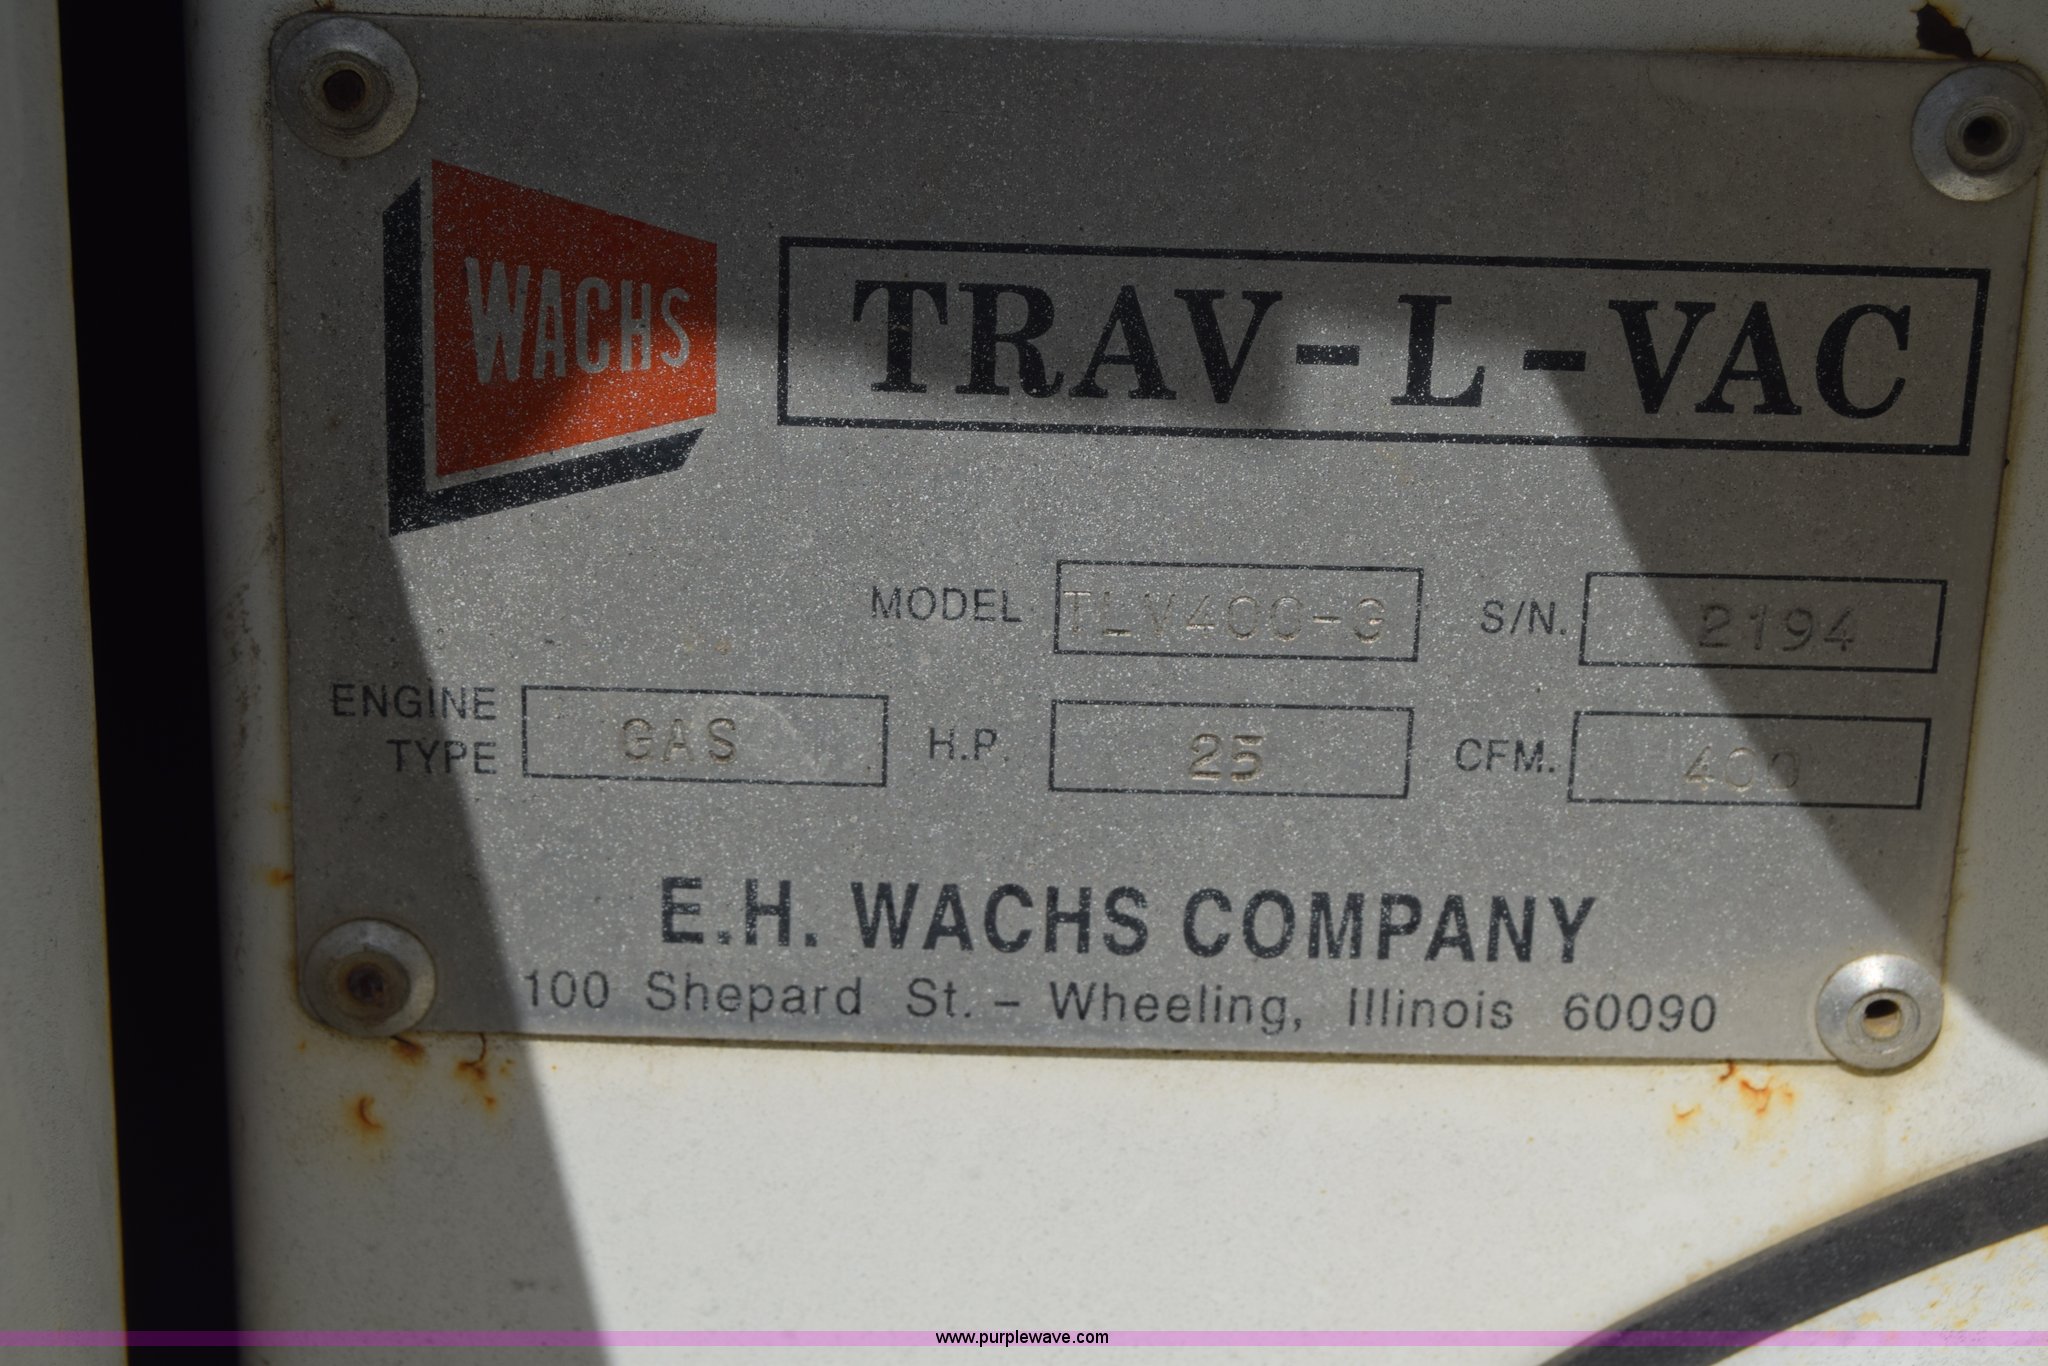 WACHS
TRAV-L-VAC
MODEL TLV400-G S/N. 2194
ENGINE TYPE GAS H.P. 25 CFM. 400
E.H. WACHS COMPANY
100 Shepard St. - Wheeling, Illinois 60090
www.purplewave.com